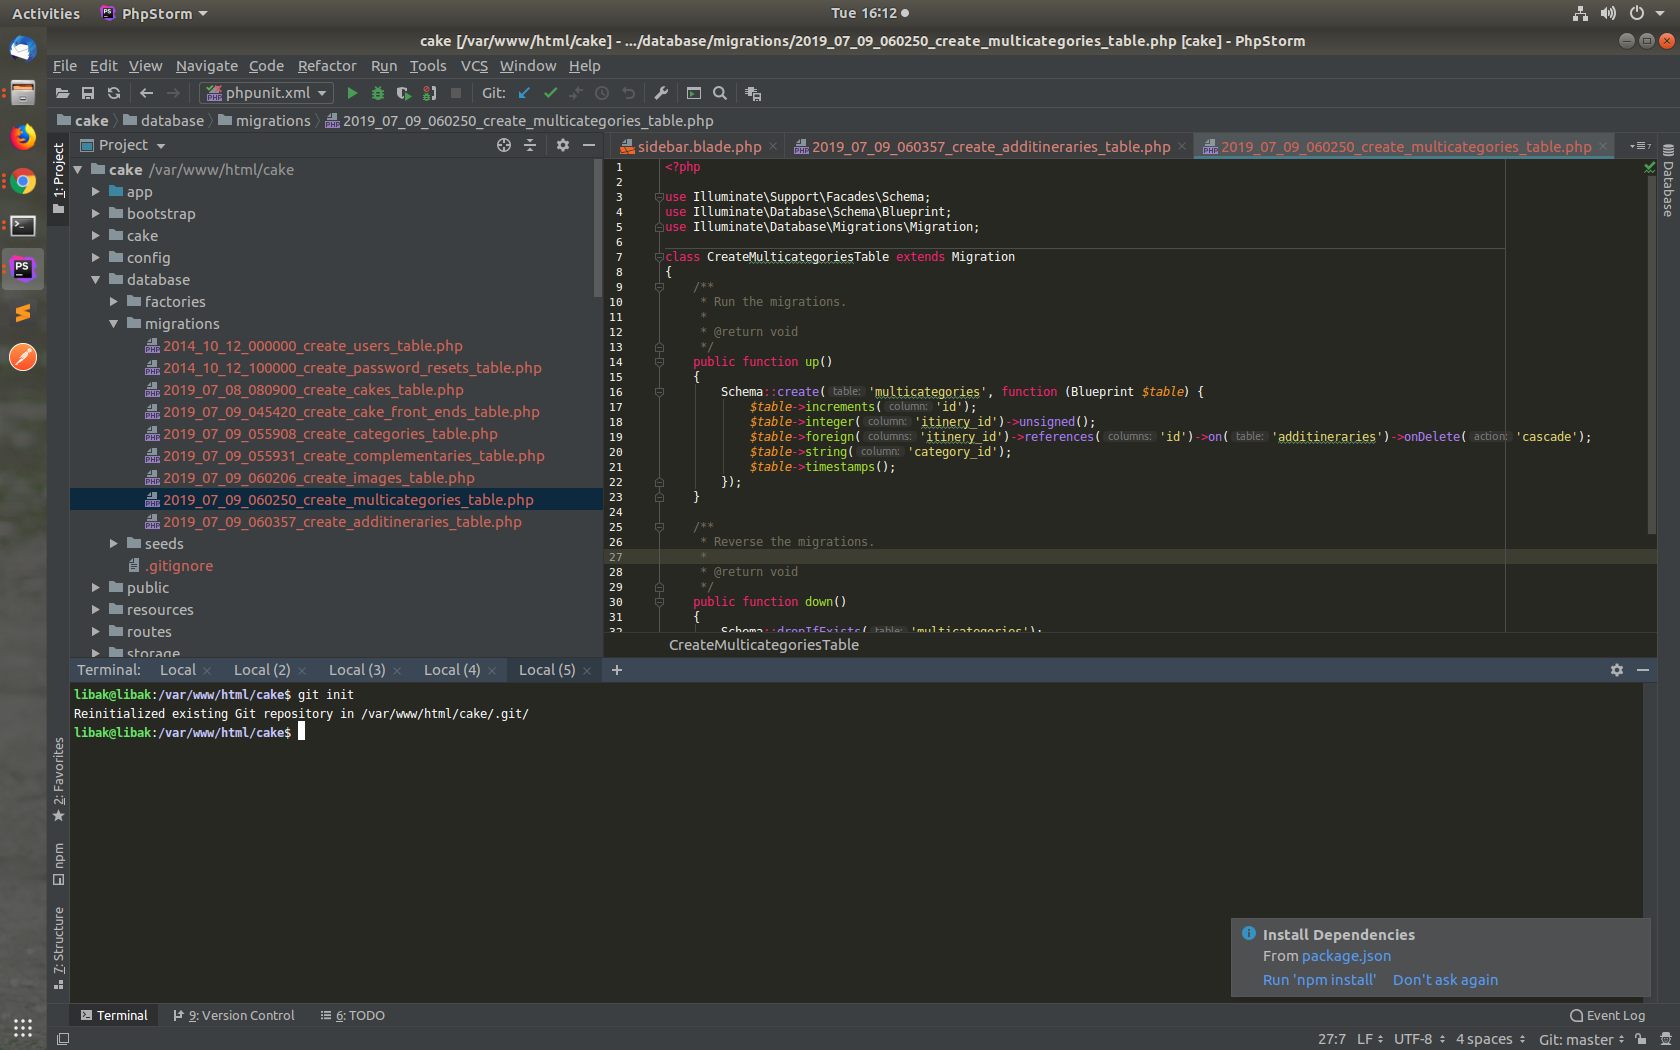 Activities PhpStorm Tue 16:12
cake [/var/www/html/cake] - .../database/migrations/2019_07_09_060250_create_multicategories_table.php [cake] - PhpStorm
File Edit View Navigate Code Refactor Run Tools VCS Window Help
phpunit.xml Git:
cake database migrations 2019_07_09_060250_create_multicategories_table.php
1: Project
Project
cake /var/www/html/cake
app
bootstrap
cake
config
database
factories
migrations
2014_10_12_000000_create_users_table.php
2014_10_12_100000_create_password_resets_table.php
2019_07_08_080900_create_cakes_table.php
2019_07_09_045420_create_cake_front_ends_table.php
2019_07_09_055908_create_categories_table.php
2019_07_09_055931_create_complementaries_table.php
2019_07_09_060206_create_images_table.php
2019_07_09_060250_create_multicategories_table.php
2019_07_09_060357_create_additineraries_table.php
seeds
.gitignore
public
resources
routes
storage
sidebar.blade.php 2019_07_09_060357_create_additineraries_table.php 2019_07_09_060250_create_multicategories_table.php 7
Database
1 <?php
2
3 use Illuminate\Support\Facades\Schema;
4 use Illuminate\Database\Schema\Blueprint;
5 use Illuminate\Database\Migrations\Migration;
6
7 class CreateMulticategoriesTable extends Migration
8 {
9 /**
10 * Run the migrations.
11 *
12 * @return void
13 */
14 public function up()
15 {
16 Schema::create( table: 'multicategories', function (Blueprint $table) {
17 $table->increments( column: 'id');
18 $table->integer( column: 'itinery_id')->unsigned();
19 $table->foreign( columns: 'itinery_id')->references( columns: 'id')->on( table: 'additineraries')->onDelete( action: 'cascade');
20 $table->string( column: 'category_id');
21 $table->timestamps();
22 });
23 }
24
25 /**
26 * Reverse the migrations.
27 *
28 * @return void
29 */
30 public function down()
31 {
32 Schema::dropIfExists( table: 'multicategories');
CreateMulticategoriesTable
Terminal: Local Local (2) Local (3) Local (4) Local (5)
libak@libak:/var/www/html/cake$ git init
Reinitialized existing Git repository in /var/www/html/cake/.git/
libak@libak:/var/www/html/cake$
2: Favorites
npm
7: Structure
Install Dependencies
From package.json
Run 'npm install' Don't ask again
Terminal 9: Version Control 6: TODO Event Log
27:7 LF UTF-8 4 spaces Git: master